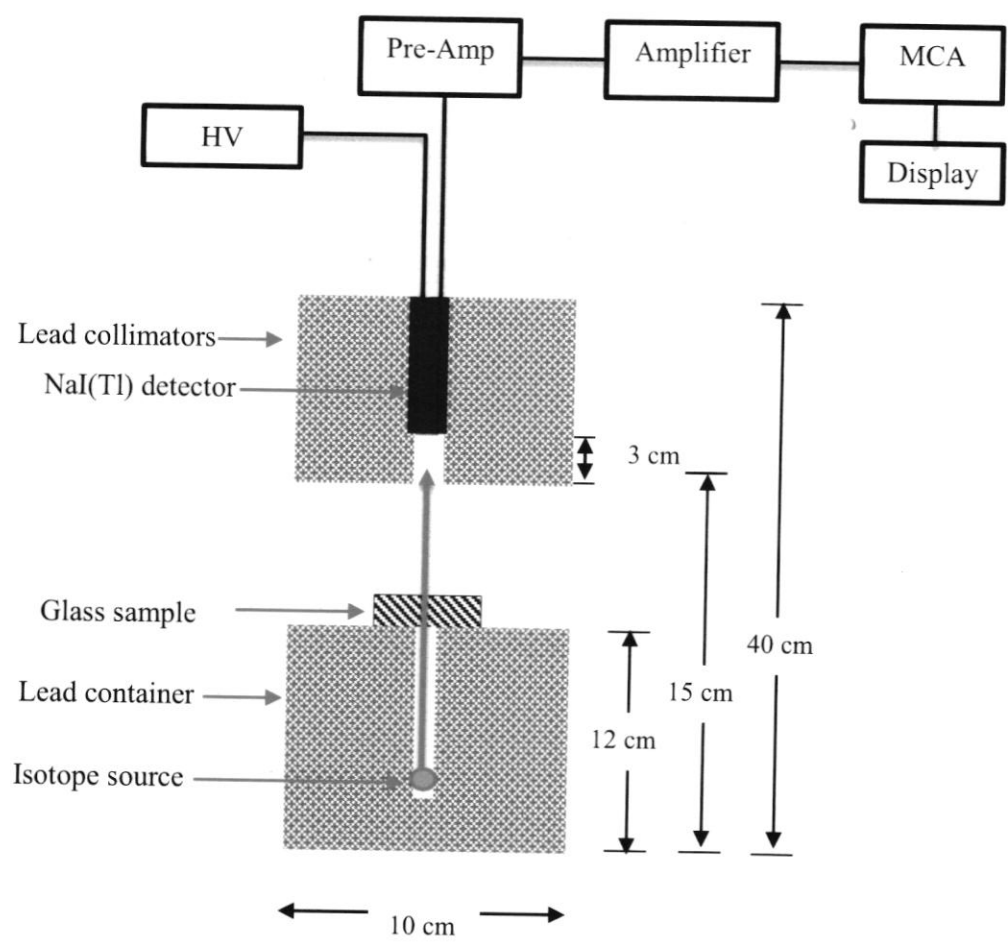 Pre-Amp
Amplifier
MCA
HV
Display
Lead collimators
NaI(Tl) detector
3 cm
Glass sample
40 cm
Lead container
15 cm
12 cm
Isotope source
10 cm